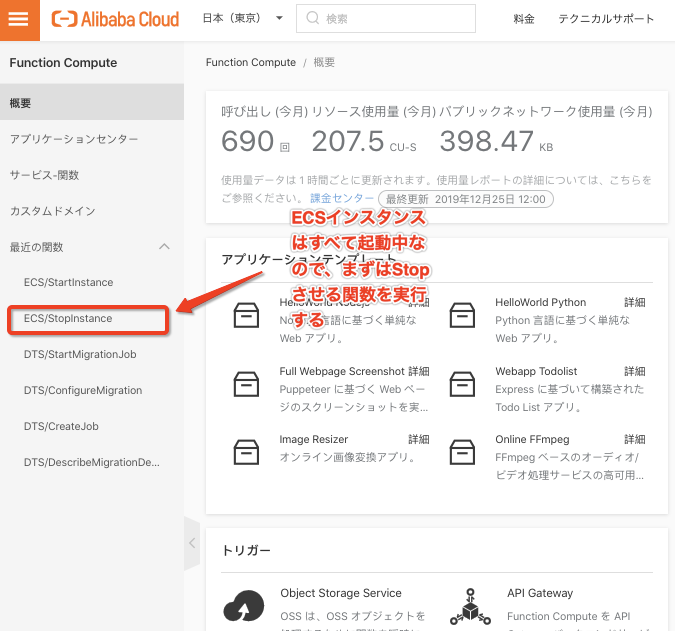 Alibaba Cloud
日本（東京）
検索
料金
テクニカルサポート
Function Compute
概要
アプリケーションセンター
サービス-関数
カスタムドメイン
最近の関数
ECS/StartInstance
ECS/StopInstance
DTS/StartMigrationJob
DTS/ConfigureMigration
DTS/CreateJob
DTS/DescribeMigrationDe...
Function Compute / 概要
呼び出し (今月) リソース使用量 (今月) パブリックネットワーク使用量 (今月)
690 回 207.5 CU-S 398.47 KB
使用量データは 1 時間ごとに更新されます。使用量レポートの詳細については、こちらを
ご参照ください。 課金センター 最終更新 2019年12月25日 12:00
ECSインスタンス
はすべて起動中な
ので、まずはStop
させる関数を実行
する
アプリケーションテンプレート
HelloWorld Nodejs 詳細
言語に基づく単純な
Web アプリ。
HelloWorld Python 詳細
Python 言語に基づく単純な
Web アプリ。
Full Webpage Screenshot 詳細
Puppeteer に基づく Web ペー
ジのスクリーンショットを実...
Webapp Todolist 詳細
Express に基づいて構築された
Todo List アプリ。
Image Resizer 詳細
オンライン画像変換アプリ。
Online FFmpeg 詳細
FFmpeg ベースのオーディオ/
ビデオ処理サービスの高可用...
トリガー
Object Storage Service
OSS は、OSS オブジェクトを
API Gateway
Function Compute を API